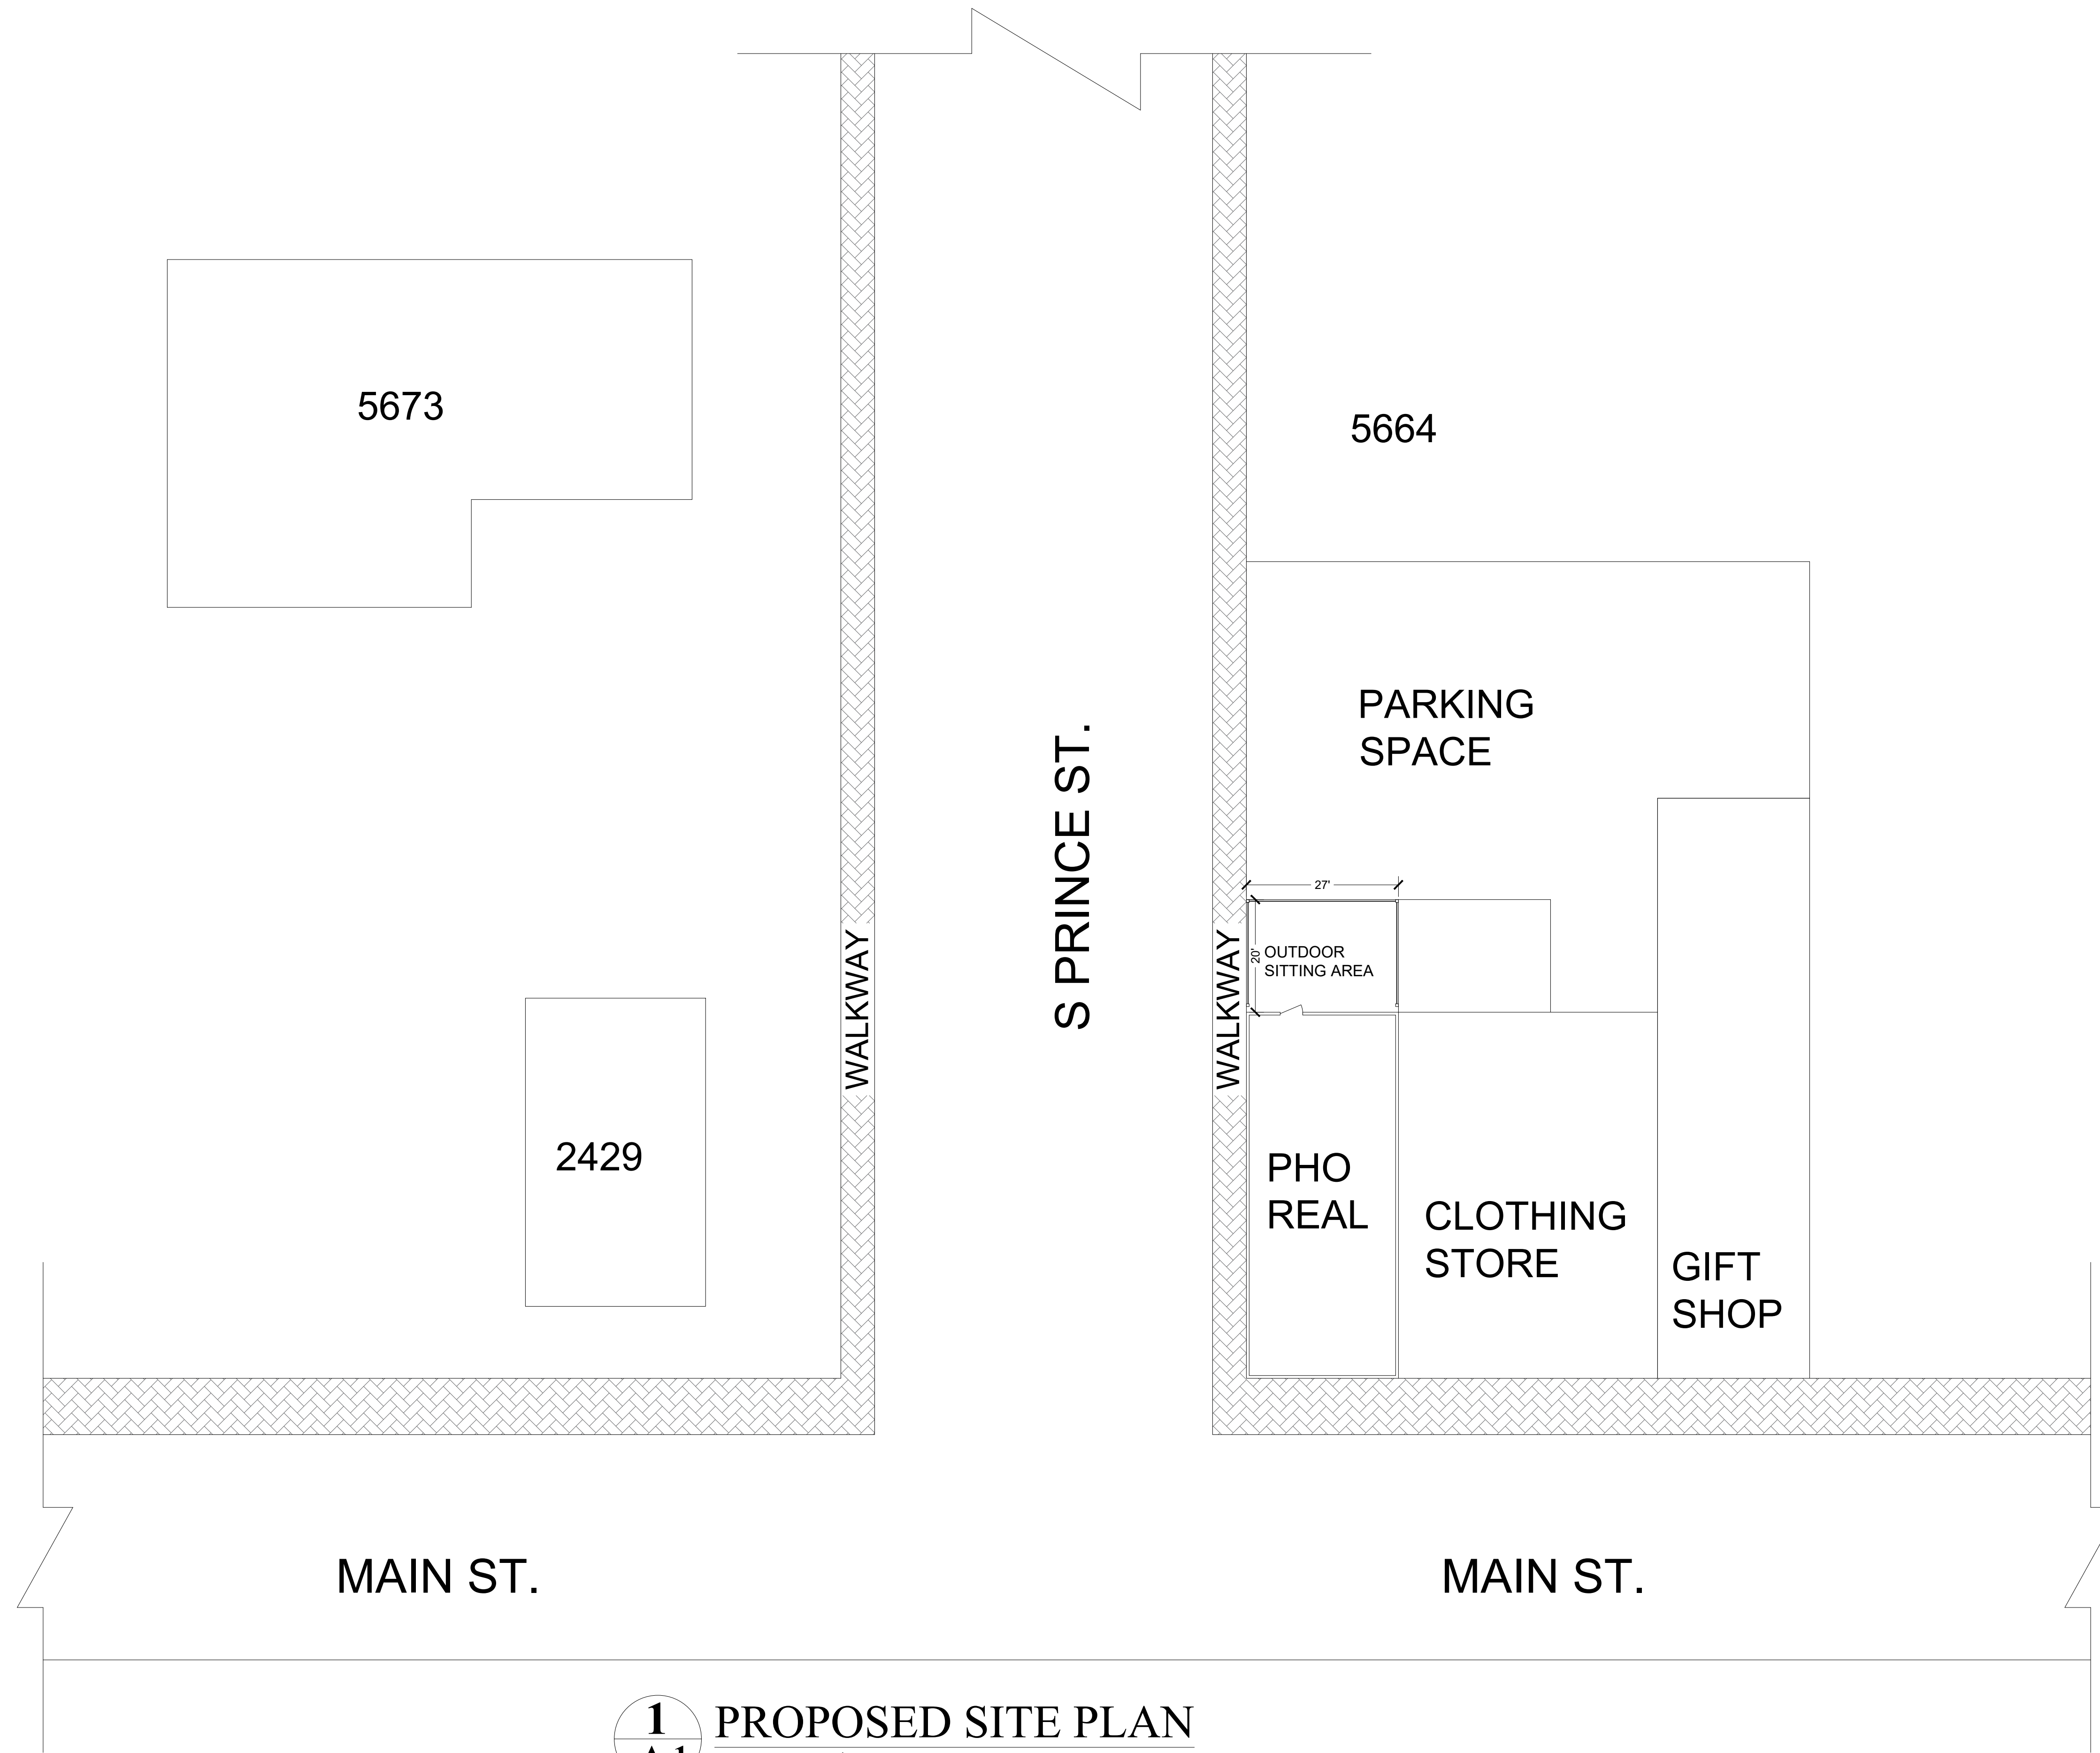 5673
5664
PARKING
SPACE
S PRINCE ST.
27'
20'
OUTDOOR
SITTING AREA
WALKWAY
WALKWAY
2429
PHO
REAL
CLOTHING
STORE
GIFT
SHOP
MAIN ST.
MAIN ST.
1
PROPOSED SITE PLAN